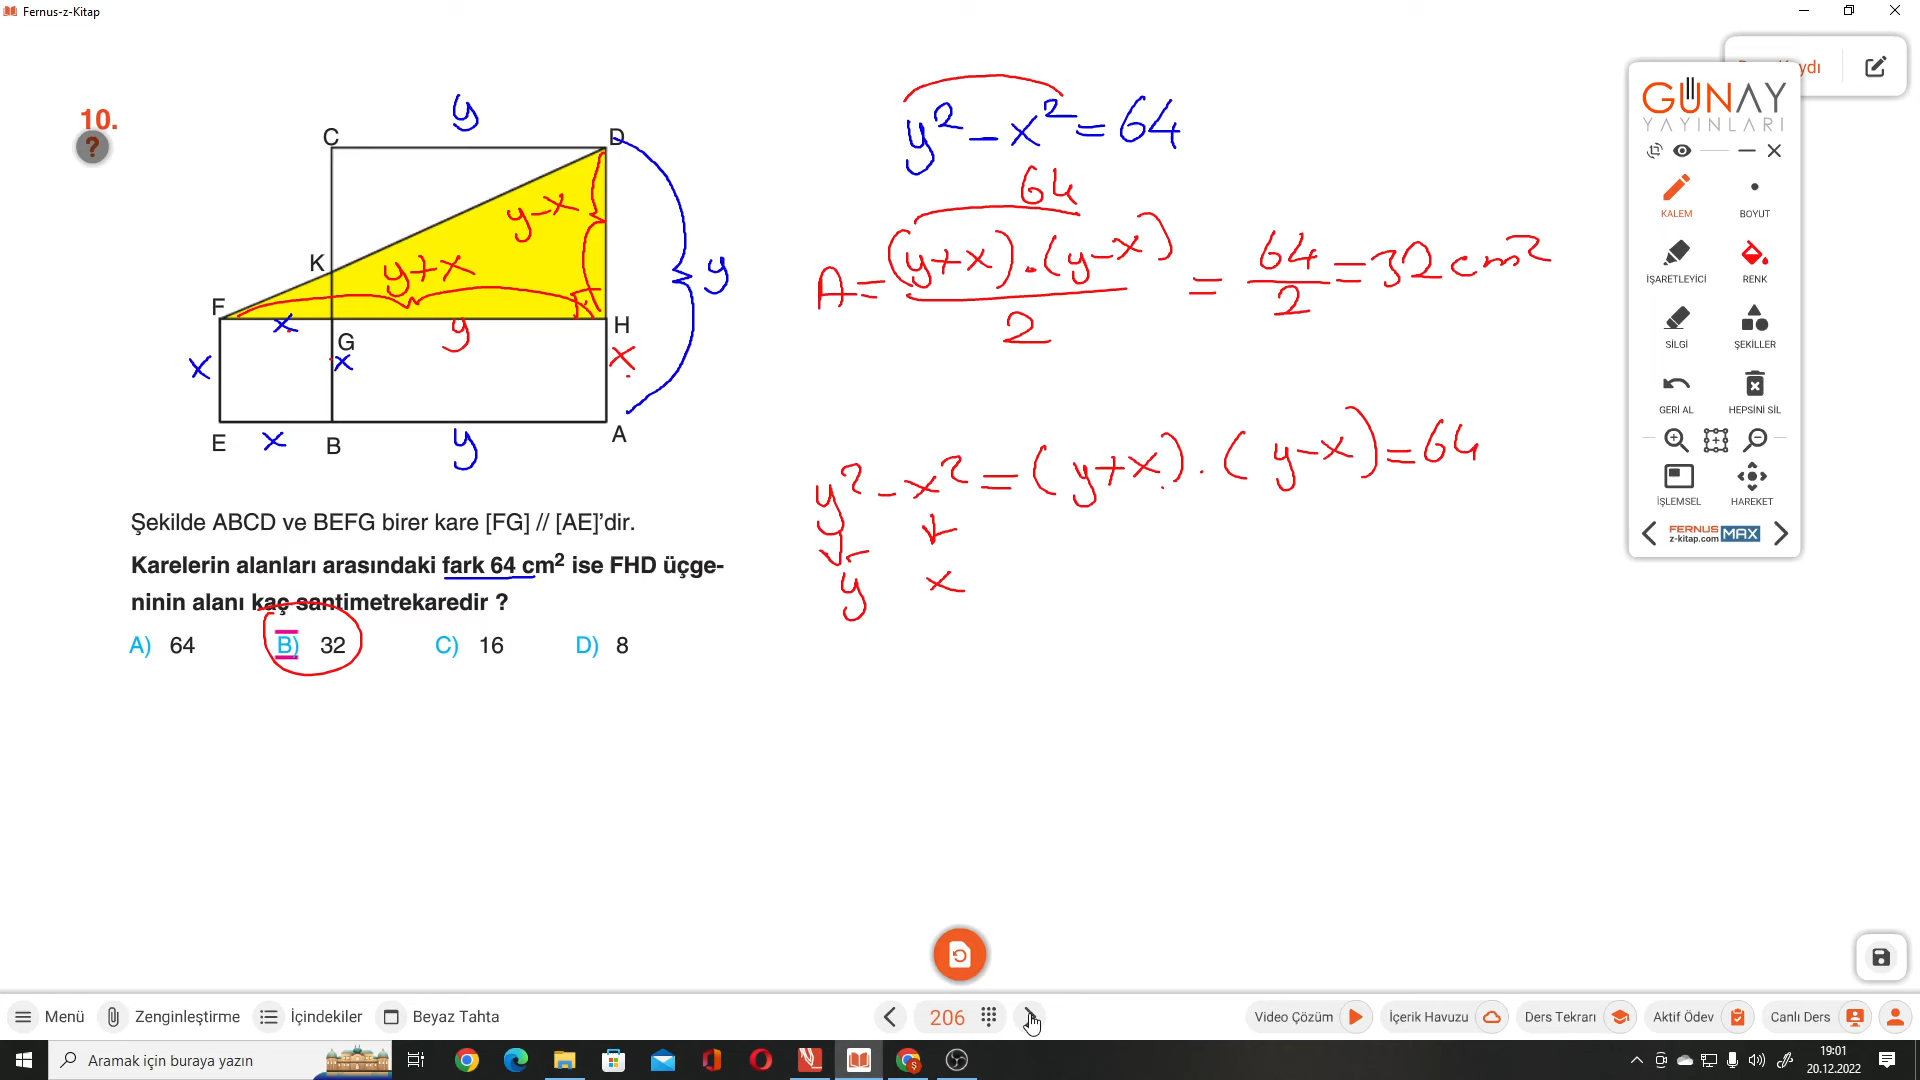 Fernus-z-Kitap
Ders Kaydı
GÜNAY
YAYINLARI
KALEM
BOYUT
İŞARETLEYİCİ
RENK
SİLGİ
ŞEKİLLER
GERİ AL
HEPSİNİ SİL
İŞLEMSEL
HAREKET
FERNUS
z-kitap.com
MAX
10.
?
y
C
D
y-x
K
y+x
y
F
x
y
H
G
x
x
x
E
x
B
y
A
y² - x² = 64
64
A = (y+x).(y-x) / 2 = 64/2 = 32 cm²
y² - x² = (y+x).(y-x) = 64
y x
Şekilde ABCD ve BEFG birer kare [FG] // [AE]'dir.
Karelerin alanları arasındaki fark 64 cm² ise FHD üçge-
ninin alanı kaç santimetrekaredir ?
A) 64 B) 32 C) 16 D) 8
Menü
Zenginleştirme
İçindekiler
Beyaz Tahta
206
Video Çözüm
İçerik Havuzu
Ders Tekrarı
Aktif Ödev
Canlı Ders
Aramak için buraya yazın
19:01
20.12.2022